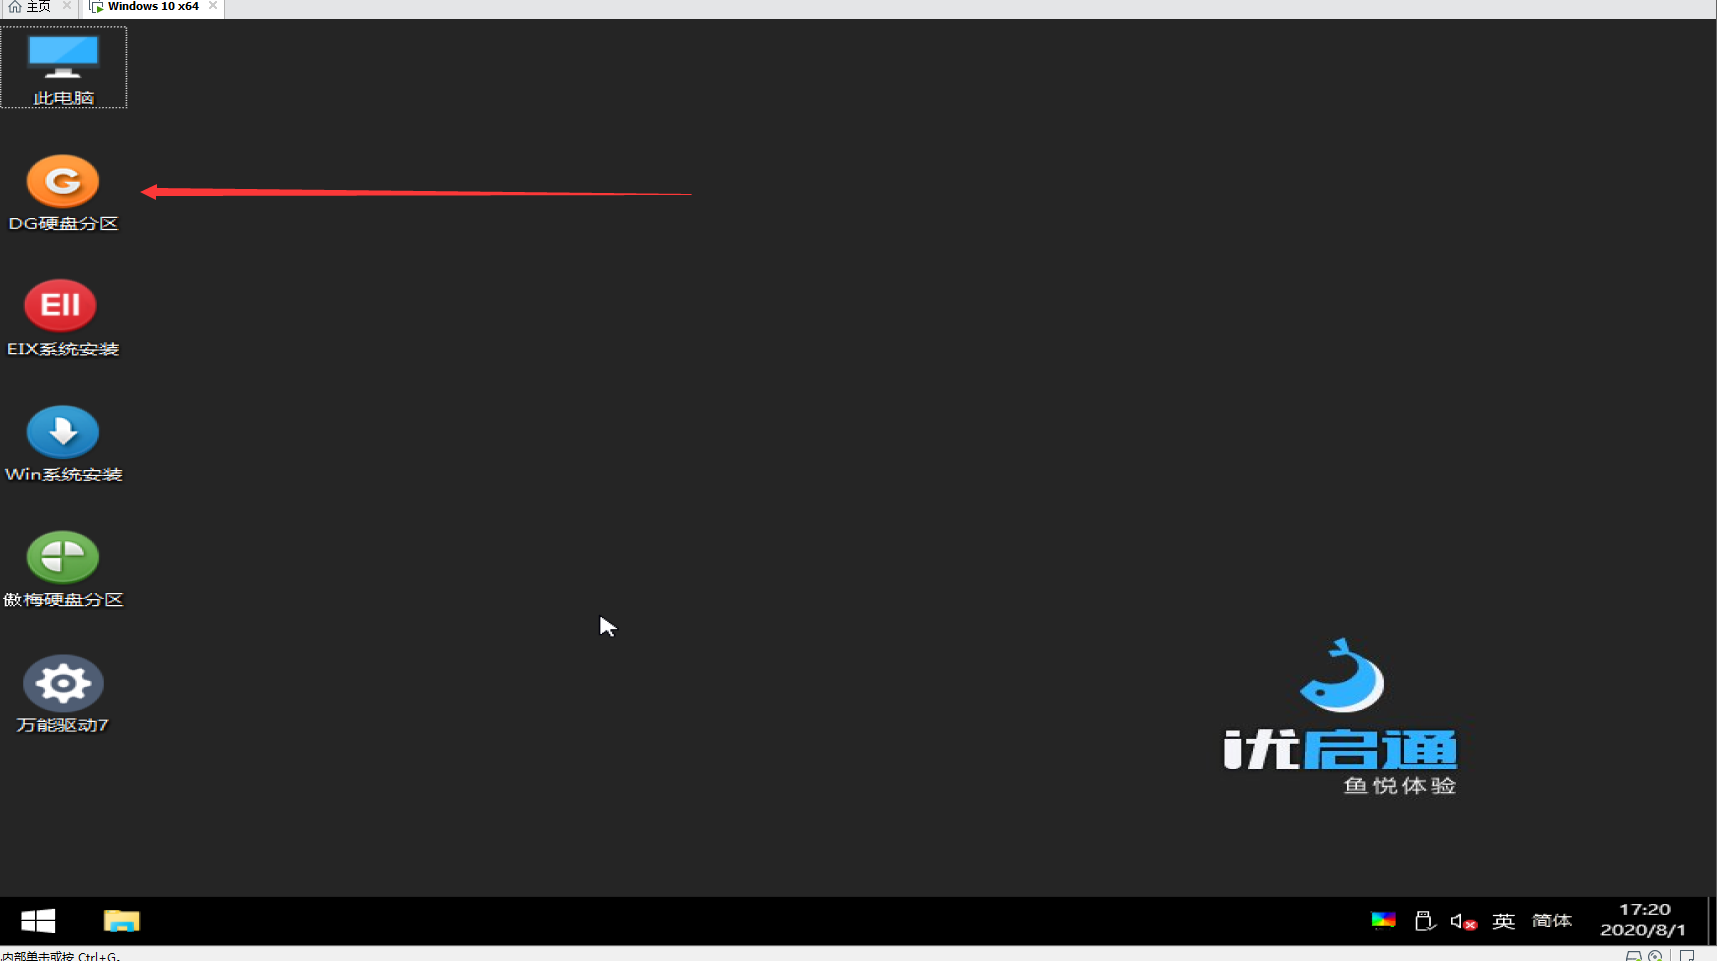 主页
Windows 10 x64
此电脑
DG硬盘分区
EII
EIX系统安装
Win系统安装
傲梅硬盘分区
万能驱动7
优启通
鱼悦体验
英 简体
17:20
2020/8/1
内部单击或按 Ctrl+G。